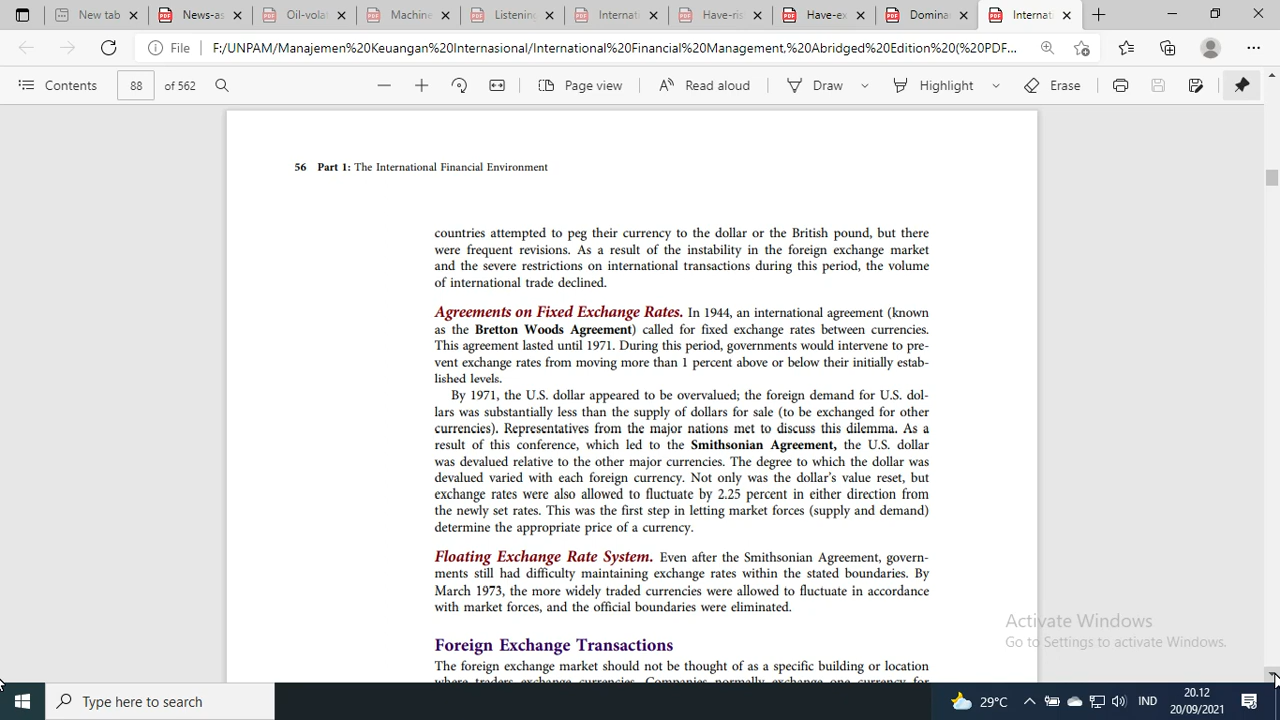 New tab
News-as
Oil-volat
Machine
Listening
Internati
Have-ris
Have-ex
Domina
Internati
File
F:/UNPAM/Manajemen%20Keuangan%20Internasional/International%20Financial%20Management,%20Abridged%20Edition%20(%20PDF...
Contents
88
of 562
Page view
Read aloud
Draw
Highlight
Erase
56 Part 1: The International Financial Environment
countries attempted to peg their currency to the dollar or the British pound, but there
were frequent revisions. As a result of the instability in the foreign exchange market
and the severe restrictions on international transactions during this period, the volume
of international trade declined.
Agreements on Fixed Exchange Rates. In 1944, an international agreement (known
as the Bretton Woods Agreement) called for fixed exchange rates between currencies.
This agreement lasted until 1971. During this period, governments would intervene to pre-
vent exchange rates from moving more than 1 percent above or below their initially estab-
lished levels.
By 1971, the U.S. dollar appeared to be overvalued; the foreign demand for U.S. dol-
lars was substantially less than the supply of dollars for sale (to be exchanged for other
currencies). Representatives from the major nations met to discuss this dilemma. As a
result of this conference, which led to the Smithsonian Agreement, the U.S. dollar
was devalued relative to the other major currencies. The degree to which the dollar was
devalued varied with each foreign currency. Not only was the dollar's value reset, but
exchange rates were also allowed to fluctuate by 2.25 percent in either direction from
the newly set rates. This was the first step in letting market forces (supply and demand)
determine the appropriate price of a currency.
Floating Exchange Rate System. Even after the Smithsonian Agreement, govern-
ments still had difficulty maintaining exchange rates within the stated boundaries. By
March 1973, the more widely traded currencies were allowed to fluctuate in accordance
with market forces, and the official boundaries were eliminated.
Foreign Exchange Transactions
The foreign exchange market should not be thought of as a specific building or location
where traders exchange currencies. Companies normally exchange one currency for
Activate Windows
Go to Settings to activate Windows.
Type here to search
29°C
IND
20.12
20/09/2021